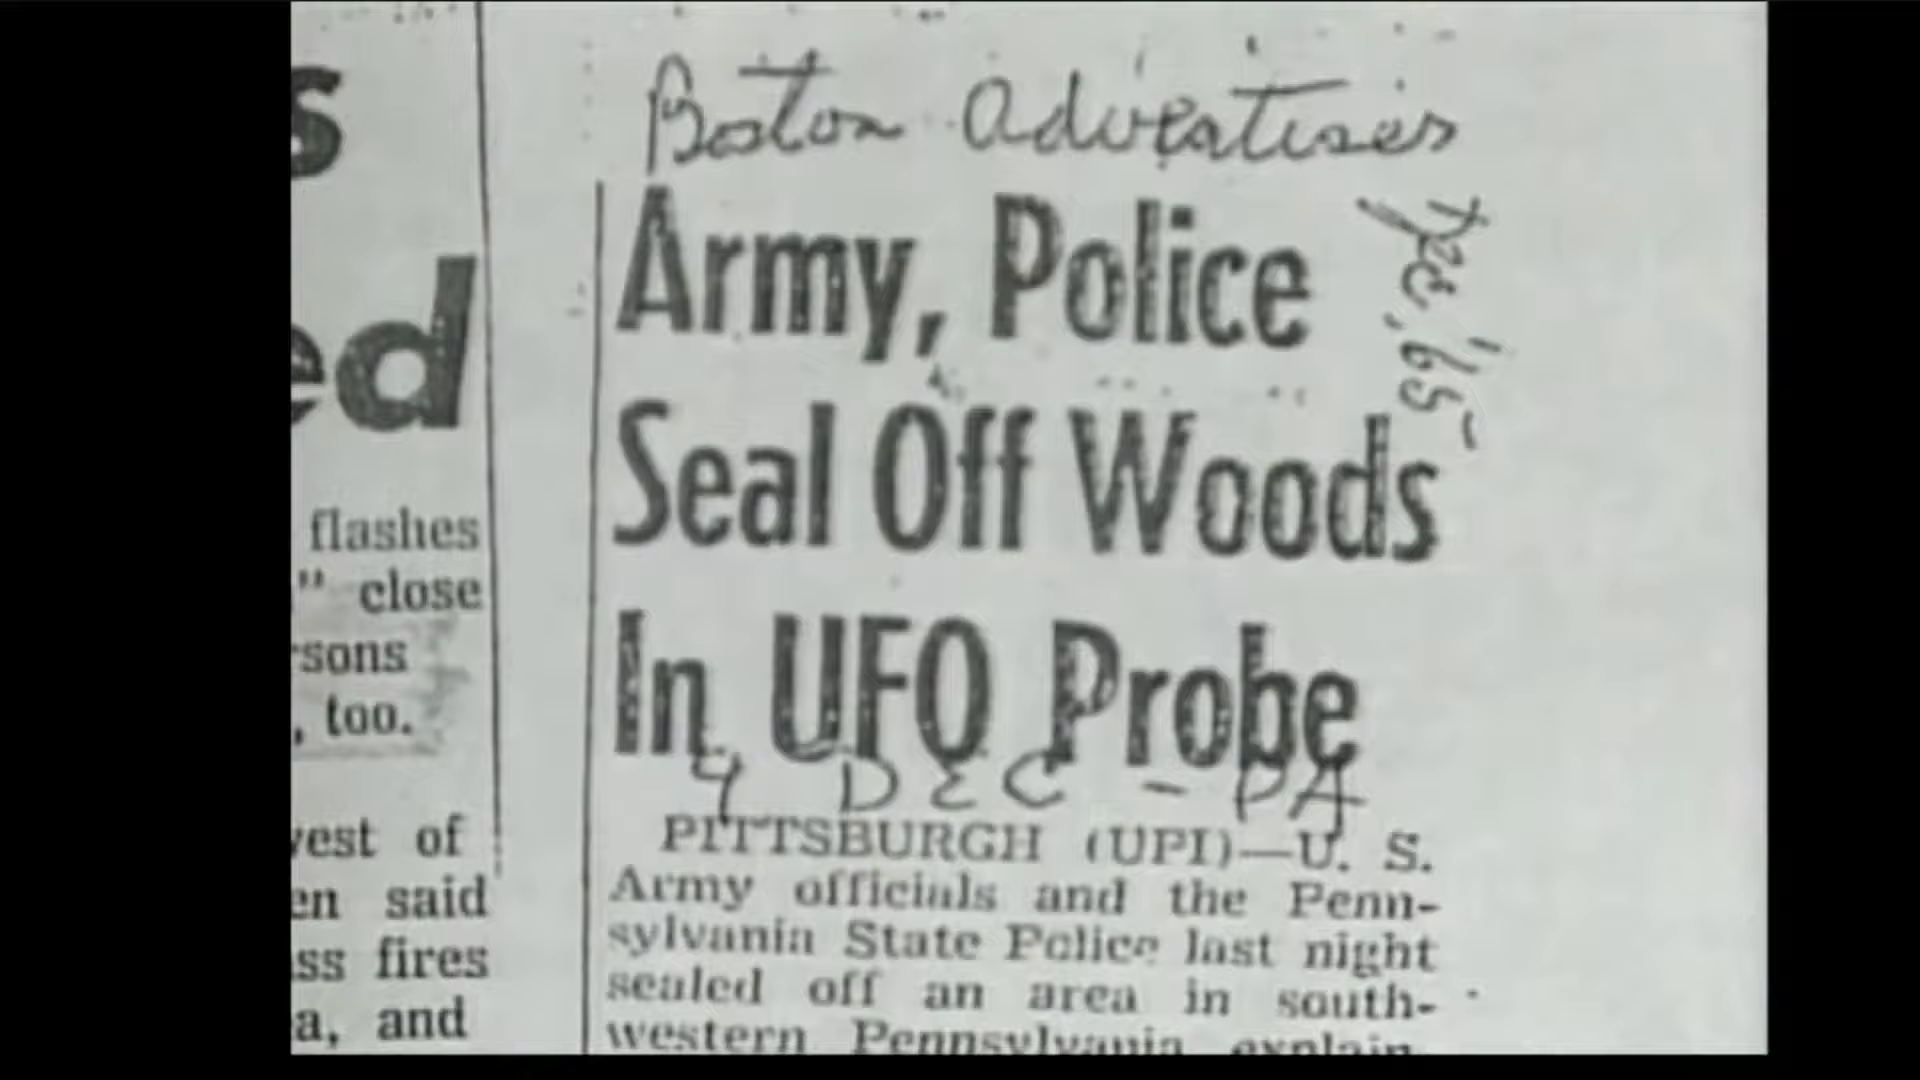 s
ed
flashes
" close
rsons
, too.
vest of
en said
ss fires
a, and
Boston Advertiser
Dec, '65
Army, Police
Seal Off Woods
In UFO Probe
9 DEC - PA
PITTSBURGH (UPI)—U. S.
Army officials and the Penn-
sylvania State Police last night
sealed off an area in south-
western Pennsylvania explain-